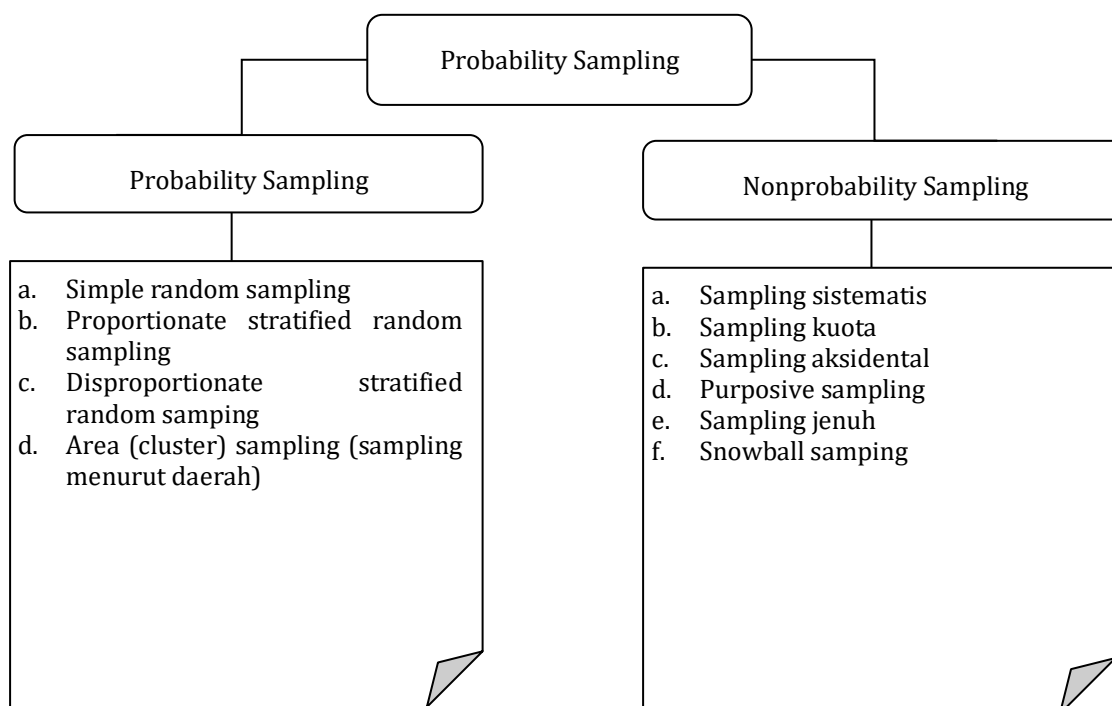 Probability Sampling
Probability Sampling
Nonprobability Sampling
a. Simple random sampling
b. Proportionate stratified random
sampling
c. Disproportionate stratified
random samping
d. Area (cluster) sampling (sampling
menurut daerah)
a. Sampling sistematis
b. Sampling kuota
c. Sampling aksidental
d. Purposive sampling
e. Sampling jenuh
f. Snowball samping